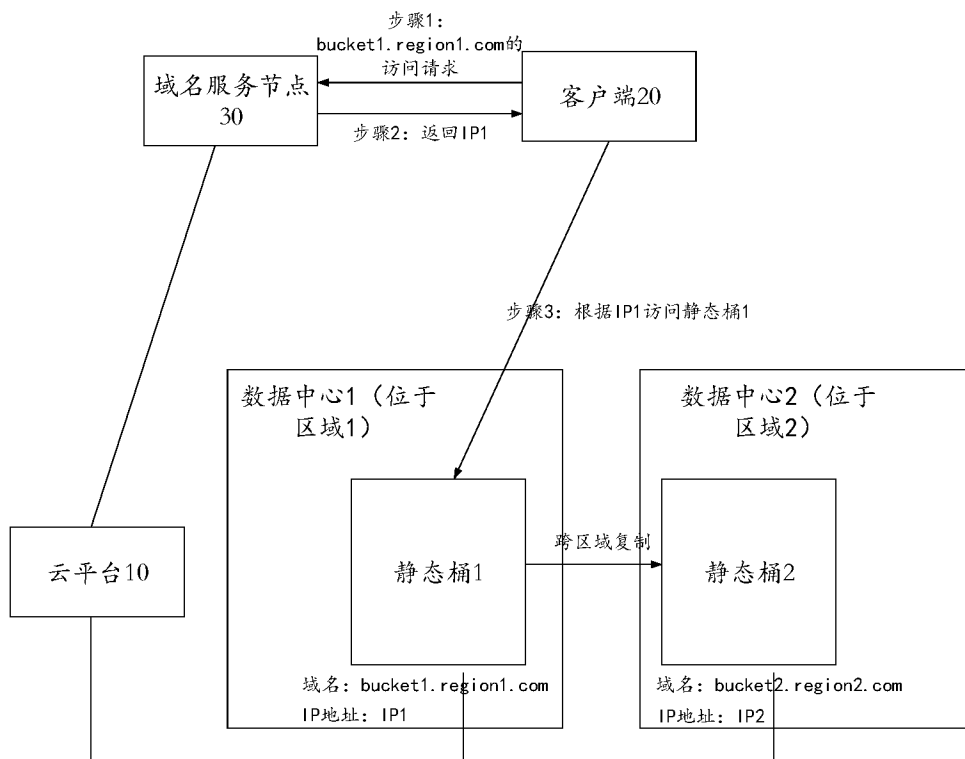 步骤1：
bucket1.region1.com的
访问请求
域名服务节点
30
客户端20
步骤2：返回IP1
步骤3：根据IP1访问静态桶1
数据中心1（位于
区域1）
数据中心2（位于
区域2）
云平台10
静态桶1
跨区域复制
静态桶2
域名：bucket1.region1.com
IP地址：IP1
域名：bucket2.region2.com
IP地址：IP2